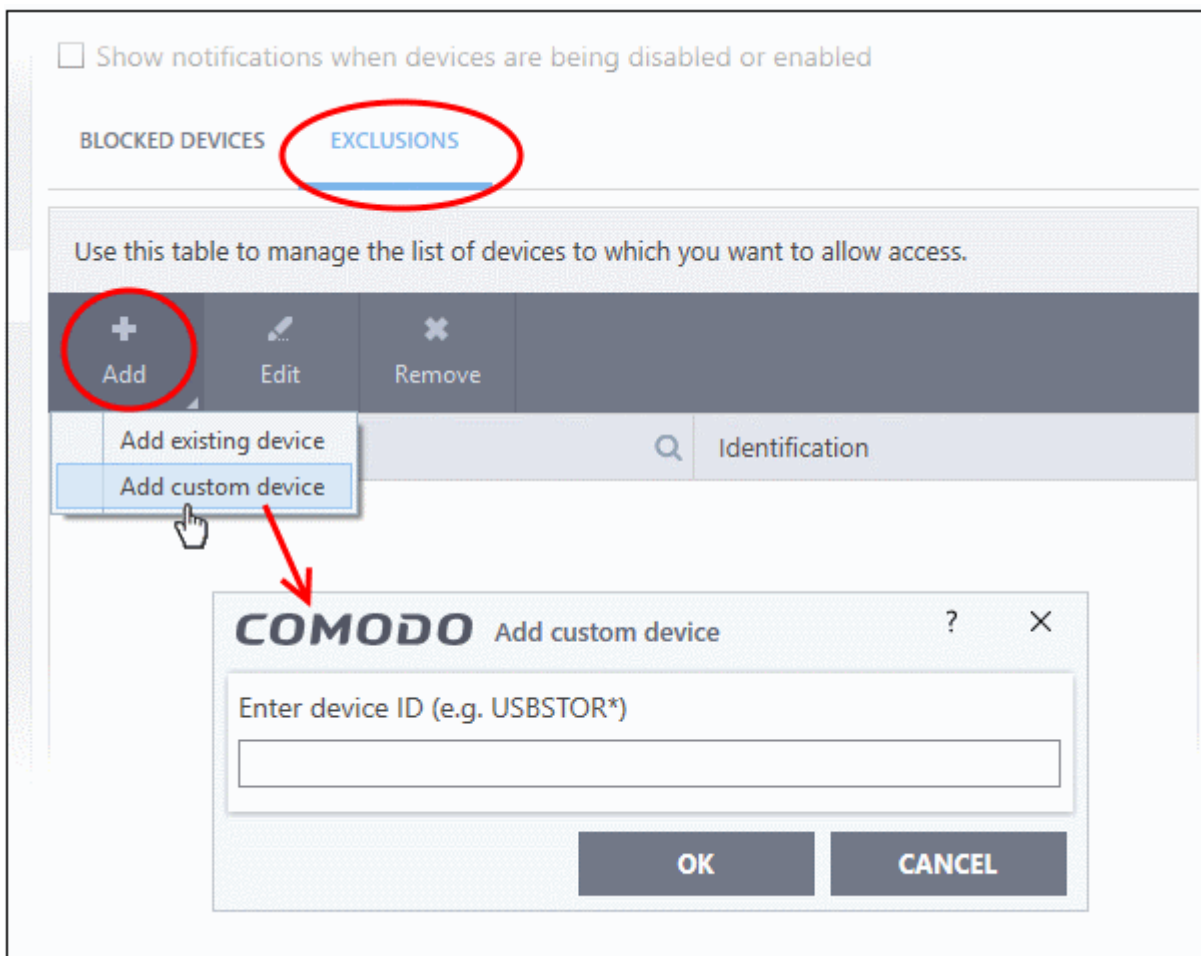 Show notifications when devices are being disabled or enabled
BLOCKED DEVICES EXCLUSIONS
Use this table to manage the list of devices to which you want to allow access.
Add Edit Remove
Add existing device
Identification
Add custom device
COMODO Add custom device ?
Enter device ID (e.g. USBSTOR*)
OK CANCEL